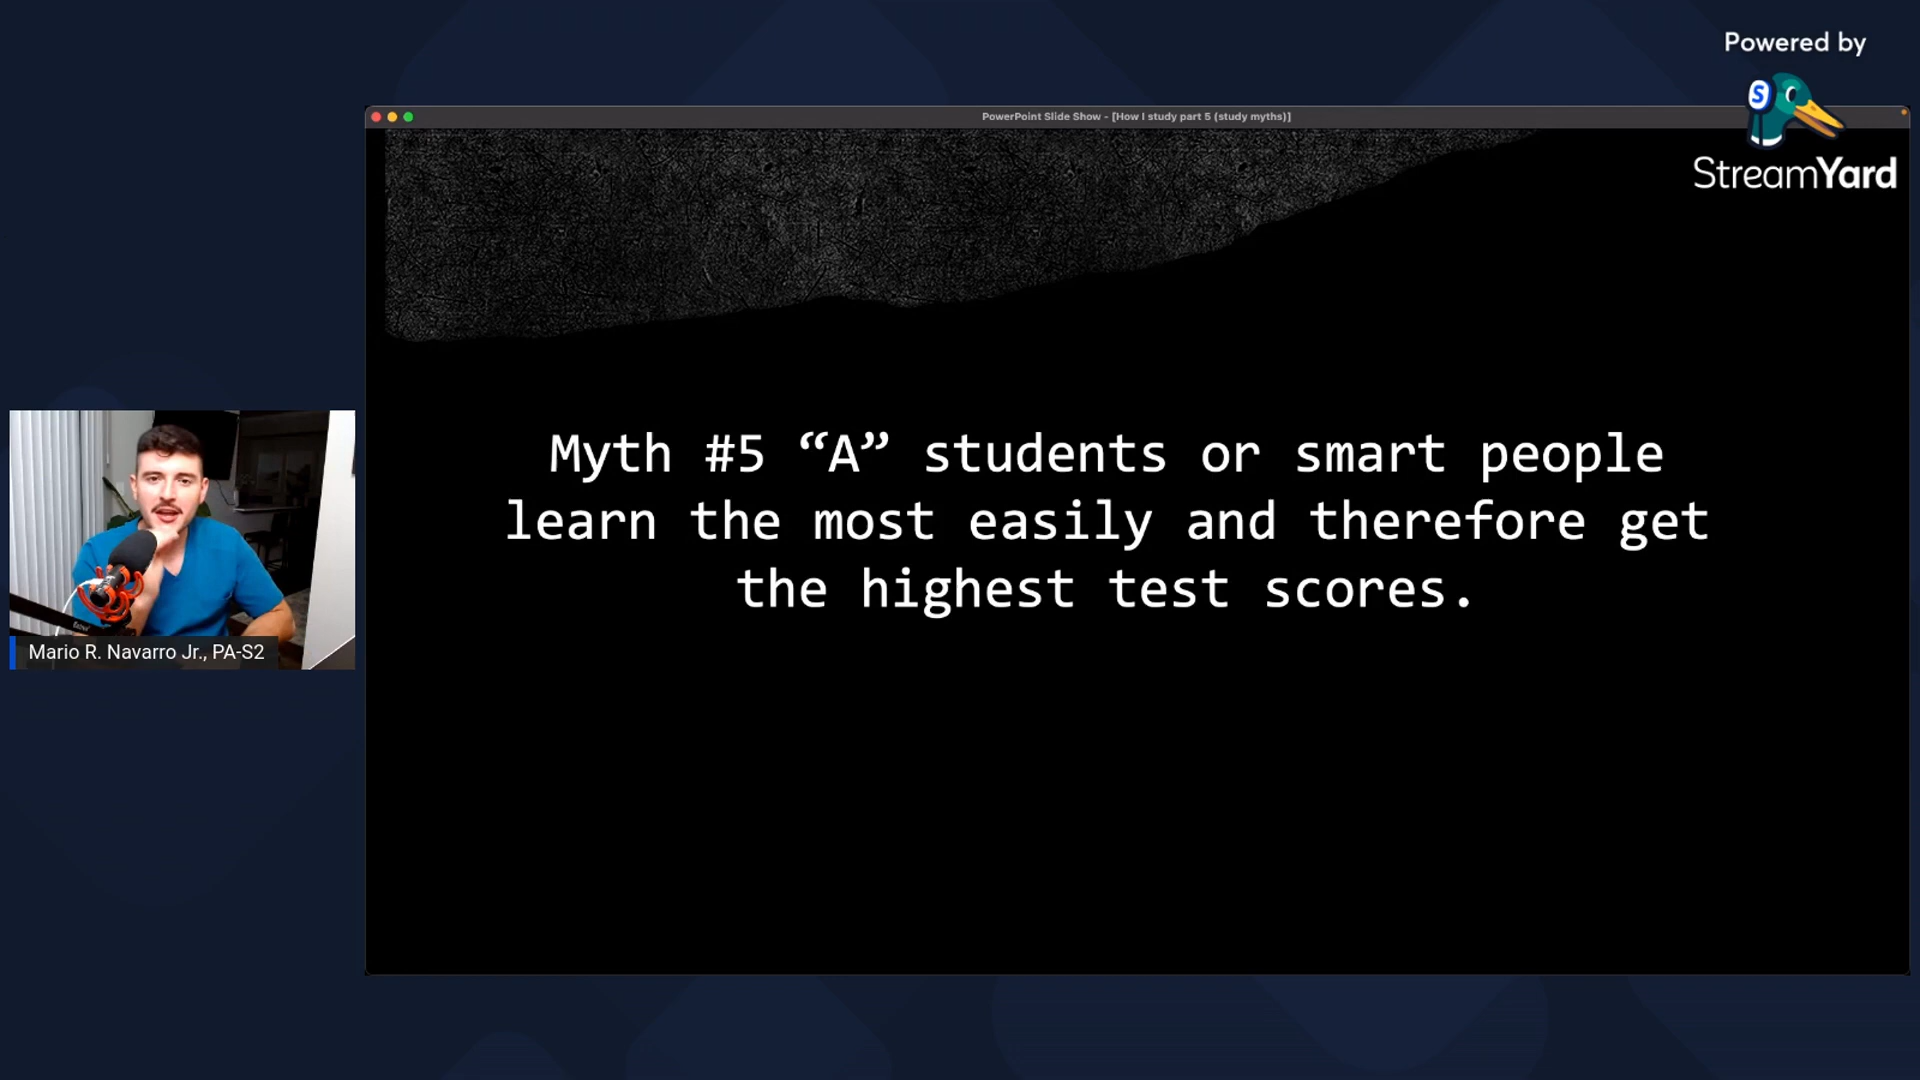 Powered by
S
StreamYard
PowerPoint Slide Show - [How I study part 5 (study myths)]
Myth #5 “A” students or smart people
learn the most easily and therefore get
the highest test scores.
Mario R. Navarro Jr., PA-S2